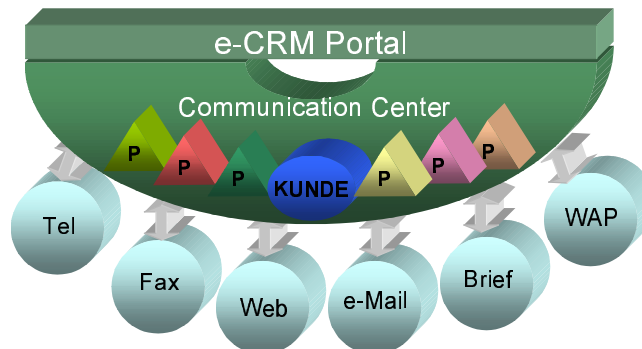 e-CRM Portal
Communication Center
P
P
P
KUNDE
P
P
P
Tel
Fax
Web
e-Mail
Brief
WAP